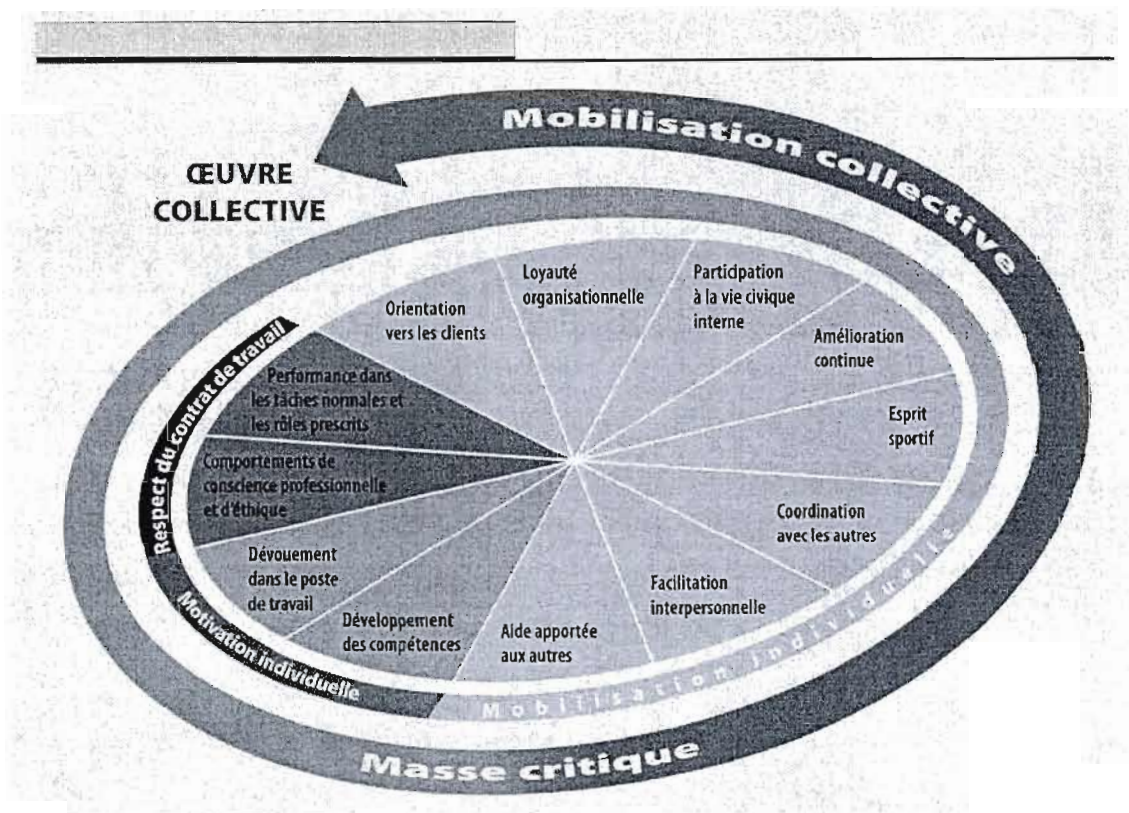 Mobilisation collective
ŒUVRE
COLLECTIVE
Orientation
vers les clients
Loyauté
organisationnelle
Participation
à la vie civique
interne
Amélioration
continue
Esprit
sportif
Coordination
avec les autres
Facilitation
interpersonnelle
Aide apportée
aux autres
Développement
des compétences
Dévouement
dans le poste
de travail
Comportements de
conscience professionnelle
et d'éthique
Performance dans
les tâches normales et
les rôles prescrits
Respect du contrat de travail
Motivation individuelle
Mobilisation individuelle
Masse critique